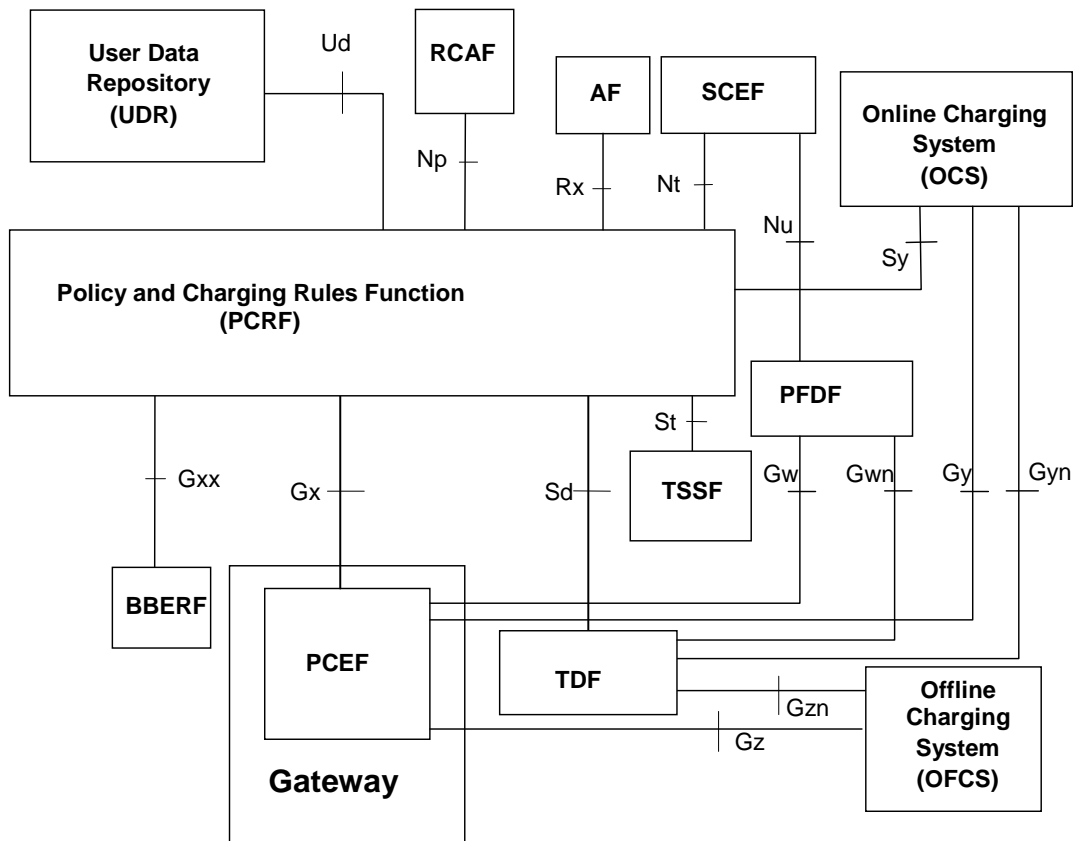 User Data
Repository
(UDR)
Ud
RCAF
AF
SCEF
Online Charging
System
(OCS)
Np
Rx
Nt
Nu
Sy
Policy and Charging Rules Function
(PCRF)
PFDF
St
Gxx
Gx
Sd
TSSF
Gw
Gwn
Gy
Gyn
BBERF
PCEF
TDF
Offline
Charging
System
(OFCS)
Gzn
Gz
Gateway